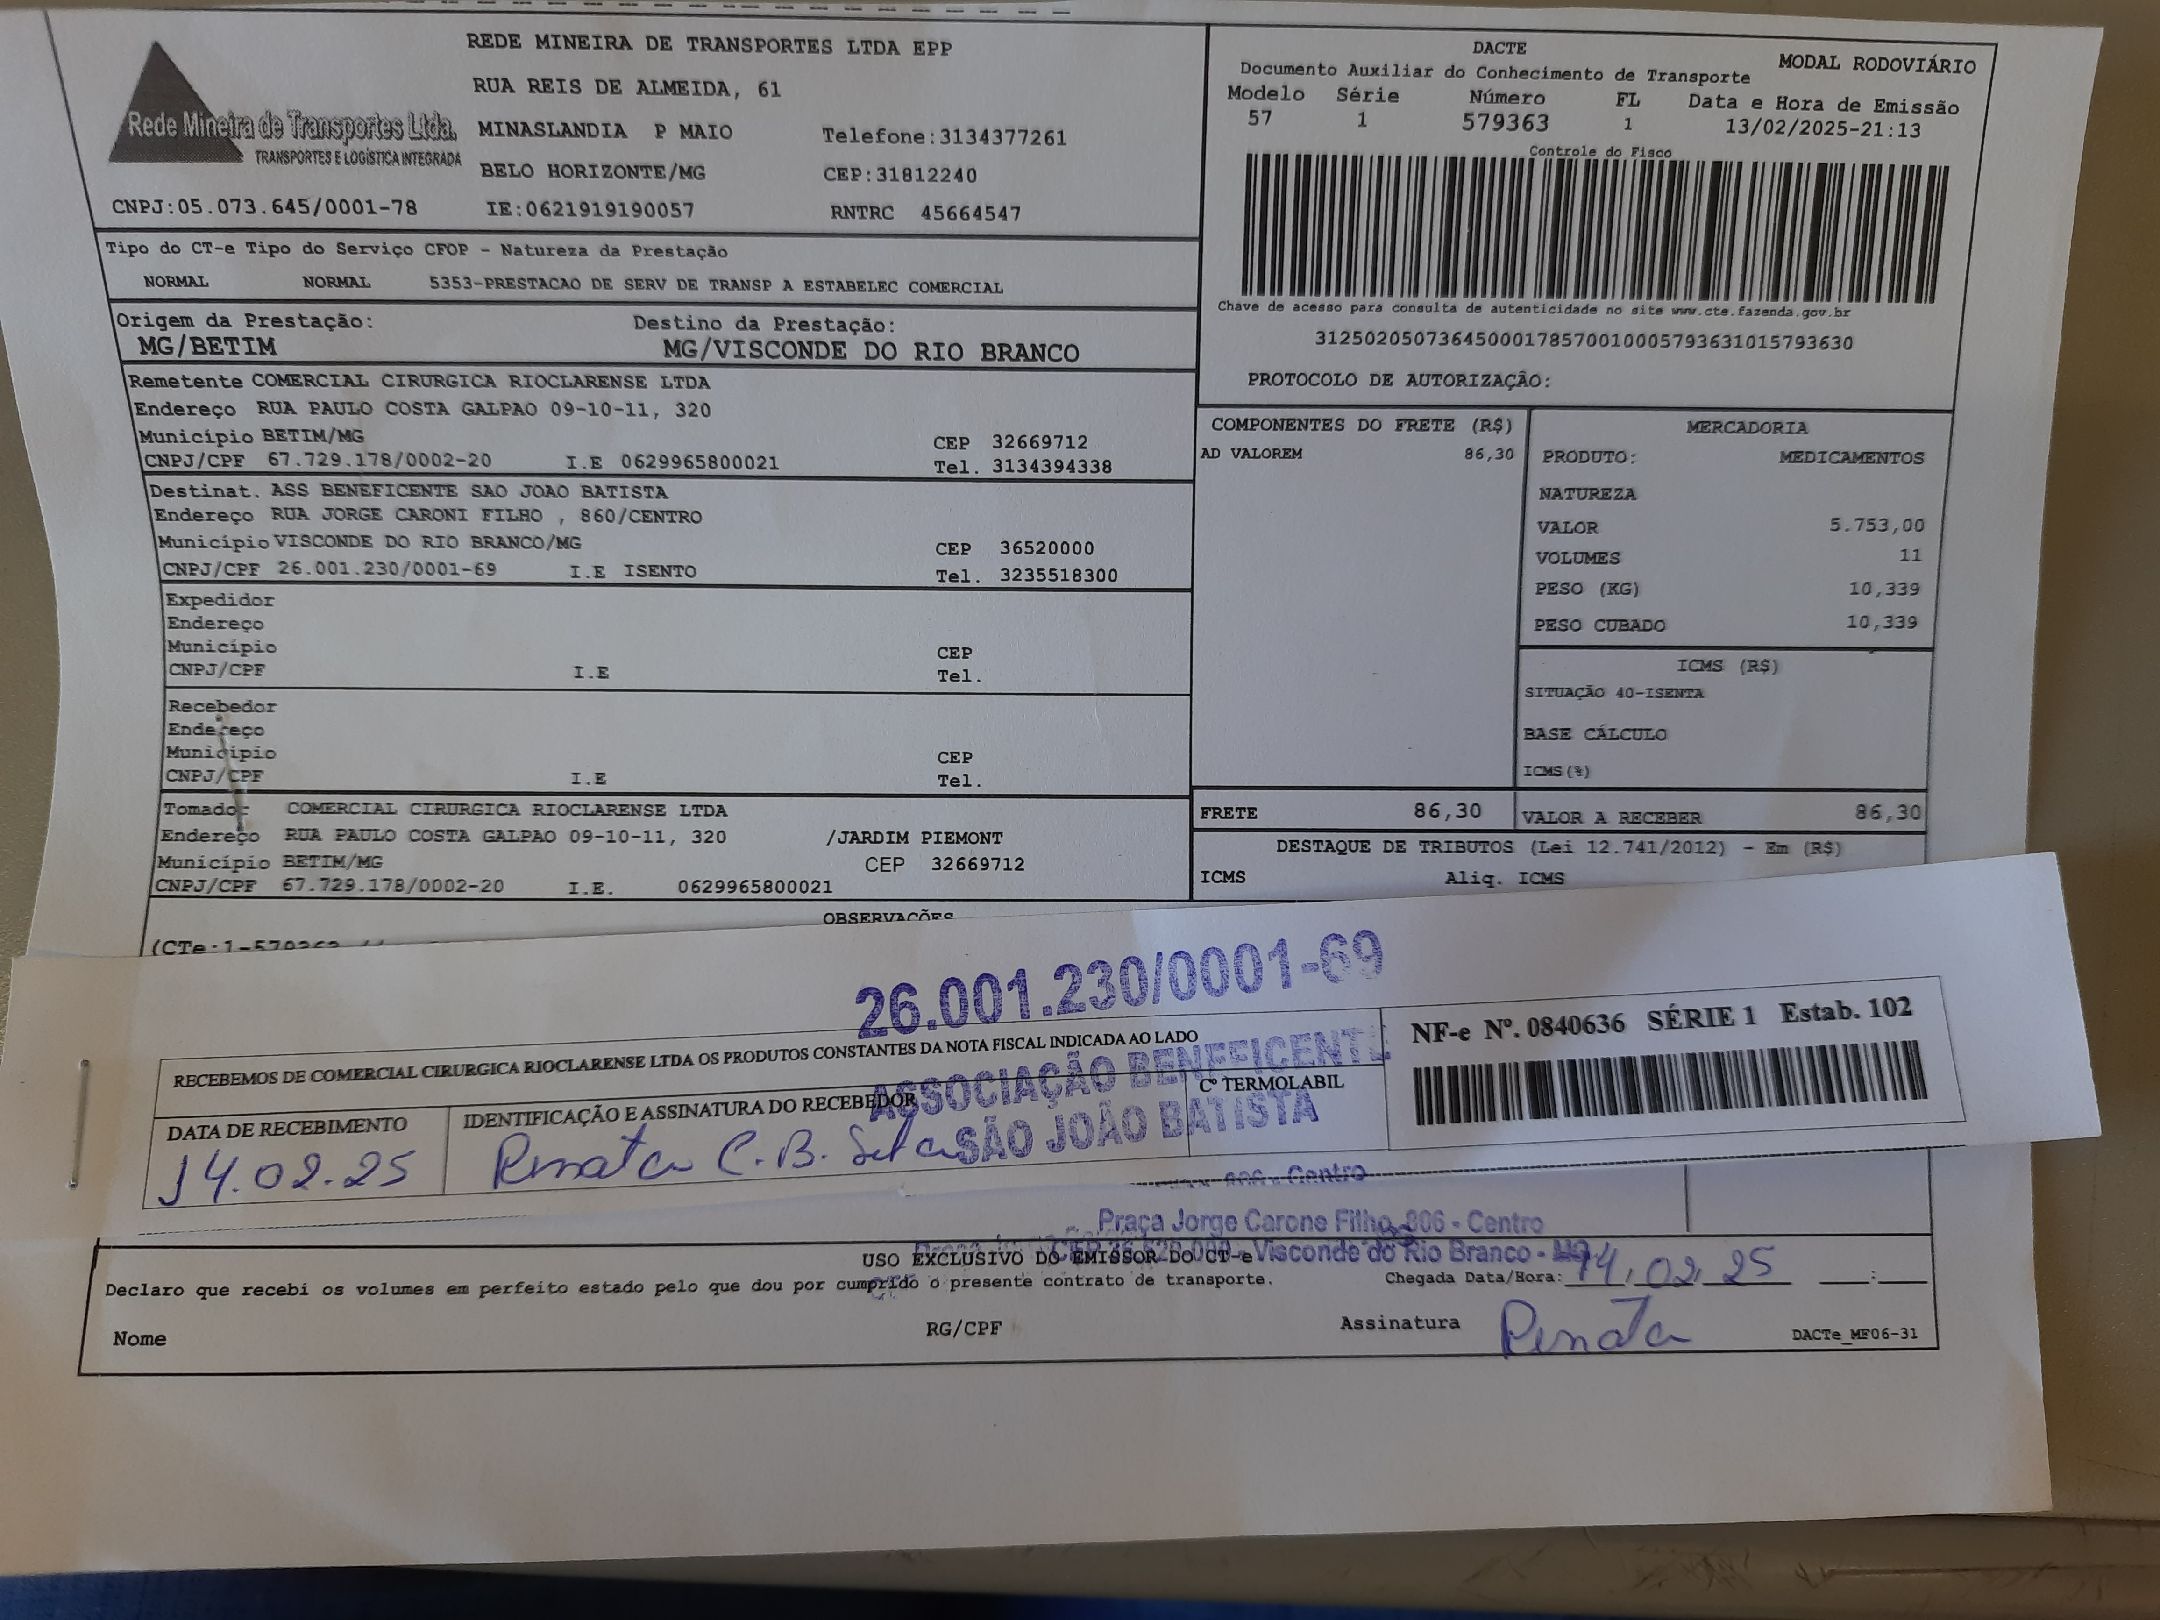 REDE MINEIRA DE TRANSPORTES LTDA EPP
RUA REIS DE ALMEIDA, 61
Rede Mineira de Transportes Ltda.
TRANSPORTES E LOGÍSTICA INTEGRADA
MINASLANDIA P MAIO Telefone:3134377261
BELO HORIZONTE/MG CEP:31812240
CNPJ:05.073.645/0001-78 IE:0621919190057 RNTRC 45664547
DACTE MODAL RODOVIÁRIO
Documento Auxiliar do Conhecimento de Transporte
Modelo Série Número FL Data e Hora de Emissão
57 1 579363 1 13/02/2025-21:13
Controle do Fisco
Chave de acesso para consulta de autenticidade no site www.cte.fazenda.gov.br
31250205073645000178570010005793631015793630
PROTOCOLO DE AUTORIZAÇÃO:
Tipo do CT-e Tipo do Serviço CFOP - Natureza da Prestação
NORMAL NORMAL 5353-PRESTACAO DE SERV DE TRANSP A ESTABELEC COMERCIAL
Origem da Prestação: Destino da Prestação:
MG/BETIM MG/VISCONDE DO RIO BRANCO
Remetente COMERCIAL CIRURGICA RIOCLARENSE LTDA
Endereço RUA PAULO COSTA GALPAO 09-10-11, 320
Município BETIM/MG CEP 32669712
CNPJ/CPF 67.729.178/0002-20 I.E 0629965800021 Tel. 3134394338
Destinat. ASS BENEFICENTE SAO JOAO BATISTA
Endereço RUA JORGE CARONI FILHO , 860/CENTRO
Município VISCONDE DO RIO BRANCO/MG CEP 36520000
CNPJ/CPF 26.001.230/0001-69 I.E ISENTO Tel. 3235518300
Expedidor
Endereço
Município CEP
CNPJ/CPF I.E Tel.
Recebedor
Endereço
Município CEP
CNPJ/CPF I.E Tel.
Tomador COMERCIAL CIRURGICA RIOCLARENSE LTDA
Endereço RUA PAULO COSTA GALPAO 09-10-11, 320 /JARDIM PIEMONT
Município BETIM/MG CEP 32669712
CNPJ/CPF 67.729.178/0002-20 I.E. 0629965800021
OBSERVAÇÕES
COMPONENTES DO FRETE (R$)
AD VALOREM 86,30
MERCADORIA
PRODUTO: MEDICAMENTOS
NATUREZA
VALOR 5.753,00
VOLUMES 11
PESO (KG) 10,339
PESO CUBADO 10,339
ICMS (R$)
SITUAÇÃO 40-ISENTA
BASE CÁLCULO
ICMS(%)
FRETE 86,30 VALOR A RECEBER 86,30
DESTAQUE DE TRIBUTOS (Lei 12.741/2012) - Em (R$)
ICMS Aliq. ICMS
26.001.230/0001-69
RECEBEMOS DE COMERCIAL CIRURGICA RIOCLARENSE LTDA OS PRODUTOS CONSTANTES DA NOTA FISCAL INDICADA AO LADO
NF-e Nº. 0840636 SÉRIE 1 Estab. 102
ASSOCIAÇÃO BENEFICENTE
SÃO JOÃO BATISTA
DATA DE RECEBIMENTO IDENTIFICAÇÃO E ASSINATURA DO RECEBEDOR Cº TERMOLABIL
14.02.25 Renata C. B. Silva
Praça Jorge Carone Filho, 806 - Centro
Visconde do Rio Branco -
USO EXCLUSIVO DO EMISSOR DO CT-e
Declaro que recebi os volumes em perfeito estado pelo que dou por cumprido o presente contrato de transporte. Chegada Data/Hora: 14, 02, 25 :
Nome RG/CPF Assinatura Renata DACTe_MF06-31